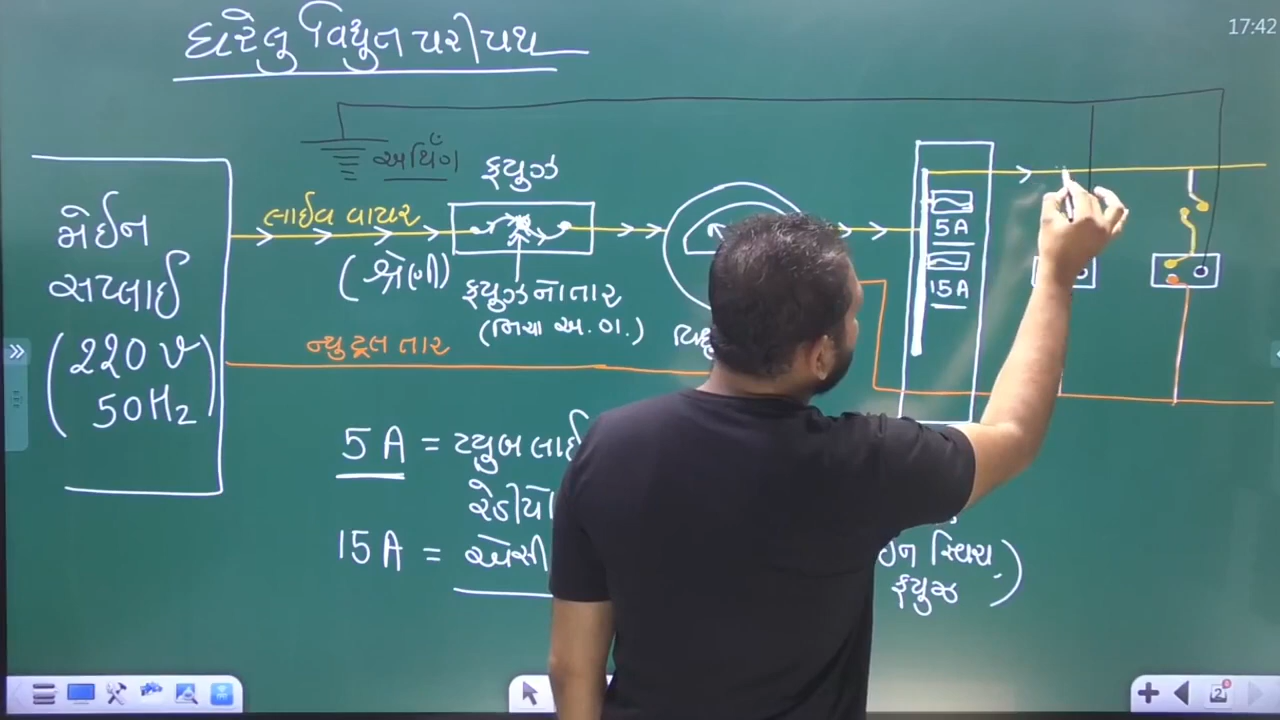 ઘરેલુ વિદ્યુત પરીપથ
17:42
અર્થિંગ
ફ્યુઝ
લાઈવ વાયર
મેઈન
સપ્લાઈ
(220 V
50Hz)
(શ્રેણી)
ફ્યુઝનો તાર
(નિચા અ. ગ.)
5A
15A
ન્યુટ્રલ તાર
5 A = ટ્યુબ લાઈ
રેડીયો
15 A = એસી
ફ્યુઝ)
2